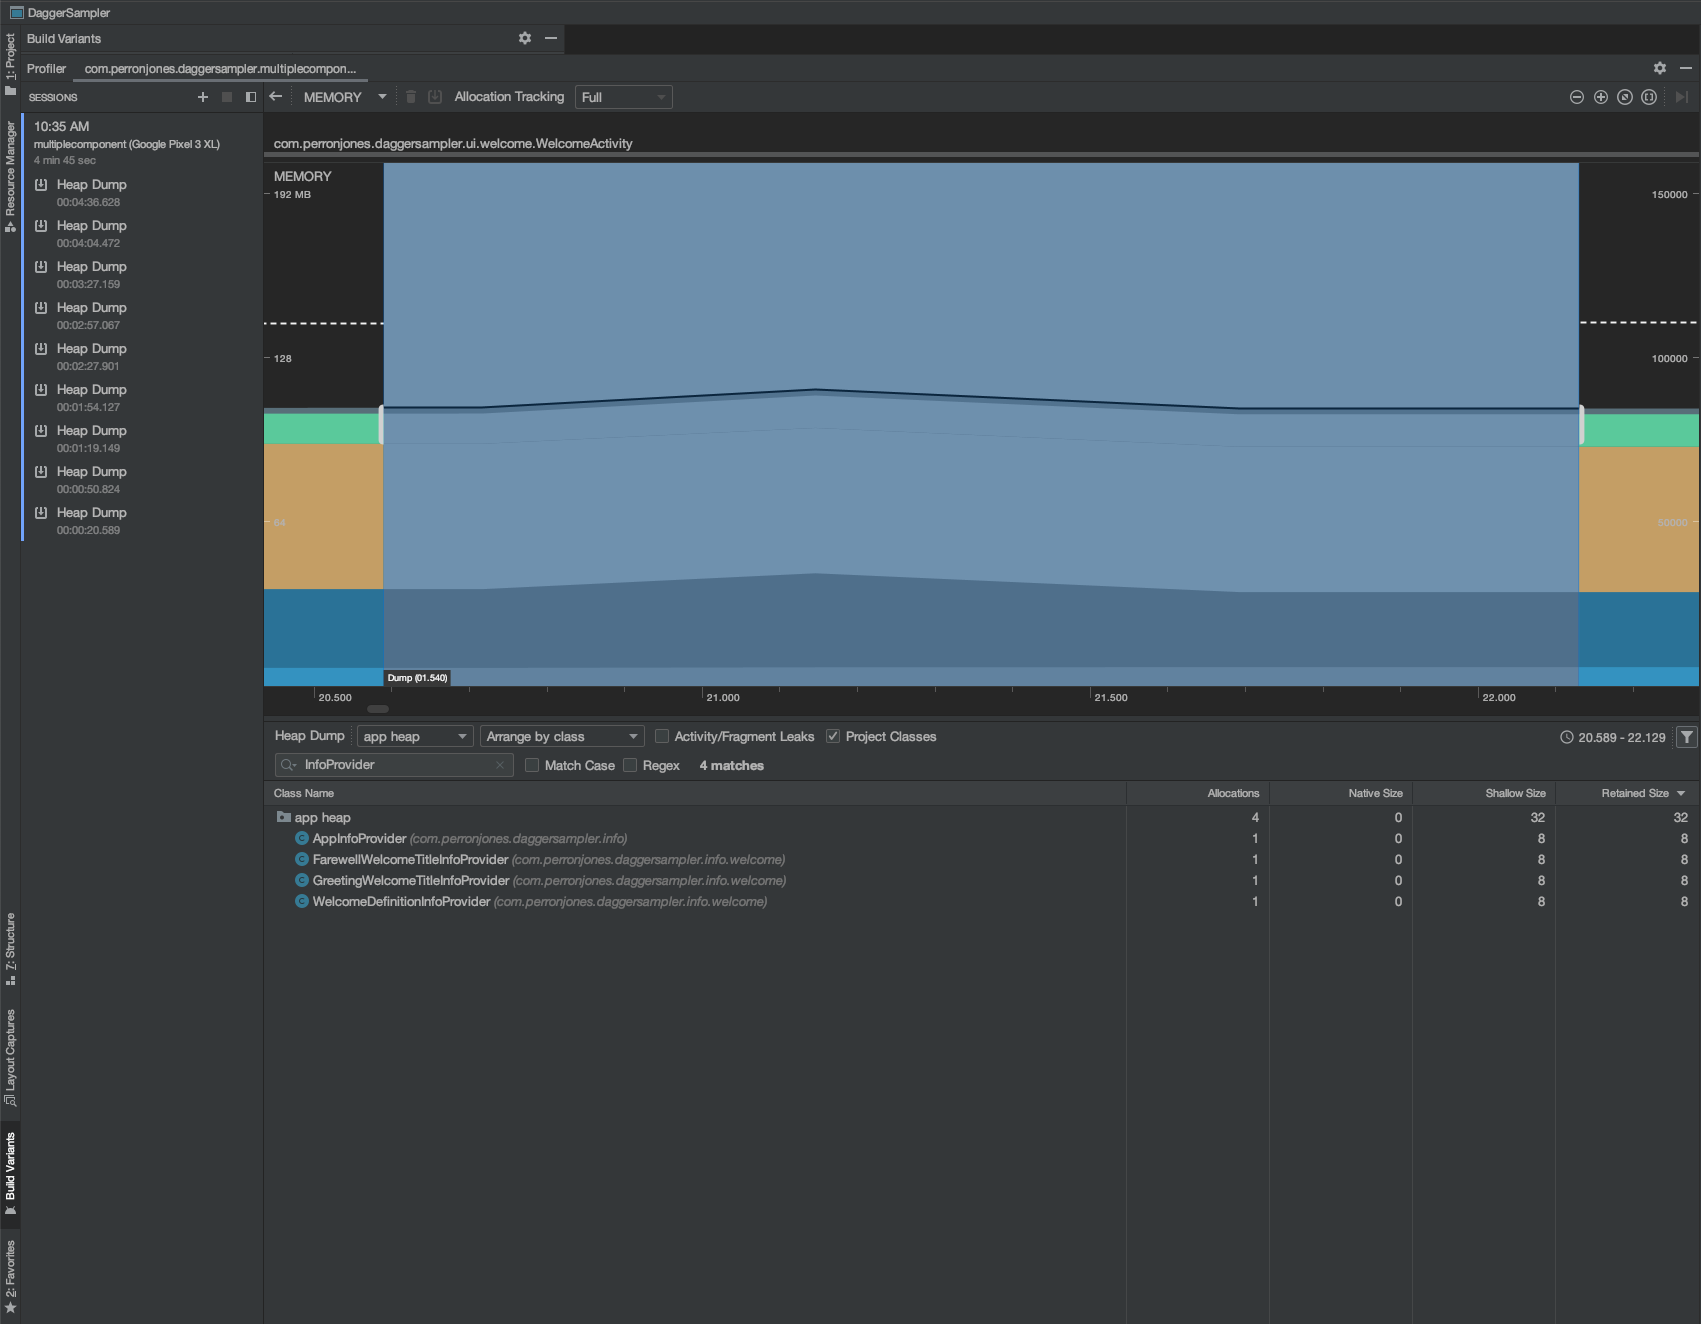 DaggerSampler
Build Variants
Profiler com.perronjones.daggersampler.multiplecompon...
SESSIONS
MEMORY Allocation Tracking Full
1: Project
Resource Manager
7: Structure
Layout Captures
Build Variants
2: Favorites
10:35 AM
multiplecomponent (Google Pixel 3 XL)
4 min 45 sec
Heap Dump
00:04:36.628
Heap Dump
00:04:04.472
Heap Dump
00:03:27.159
Heap Dump
00:02:57.067
Heap Dump
00:02:27.901
Heap Dump
00:01:54.127
Heap Dump
00:01:19.149
Heap Dump
00:00:50.824
Heap Dump
00:00:20.589
com.perronjones.daggersampler.ui.welcome.WelcomeActivity
MEMORY
192 MB 150000
128 100000
64 50000
Dump (01.540)
20.500 21.000 21.500 22.000
Heap Dump app heap Arrange by class Activity/Fragment Leaks Project Classes 20.589 - 22.129
InfoProvider Match Case Regex 4 matches
Class Name Allocations Native Size Shallow Size Retained Size
app heap 4 0 32 32
AppInfoProvider (com.perronjones.daggersampler.info) 1 0 8 8
FarewellWelcomeTitleInfoProvider (com.perronjones.daggersampler.info.welcome) 1 0 8 8
GreetingWelcomeTitleInfoProvider (com.perronjones.daggersampler.info.welcome) 1 0 8 8
WelcomeDefinitionInfoProvider (com.perronjones.daggersampler.info.welcome) 1 0 8 8